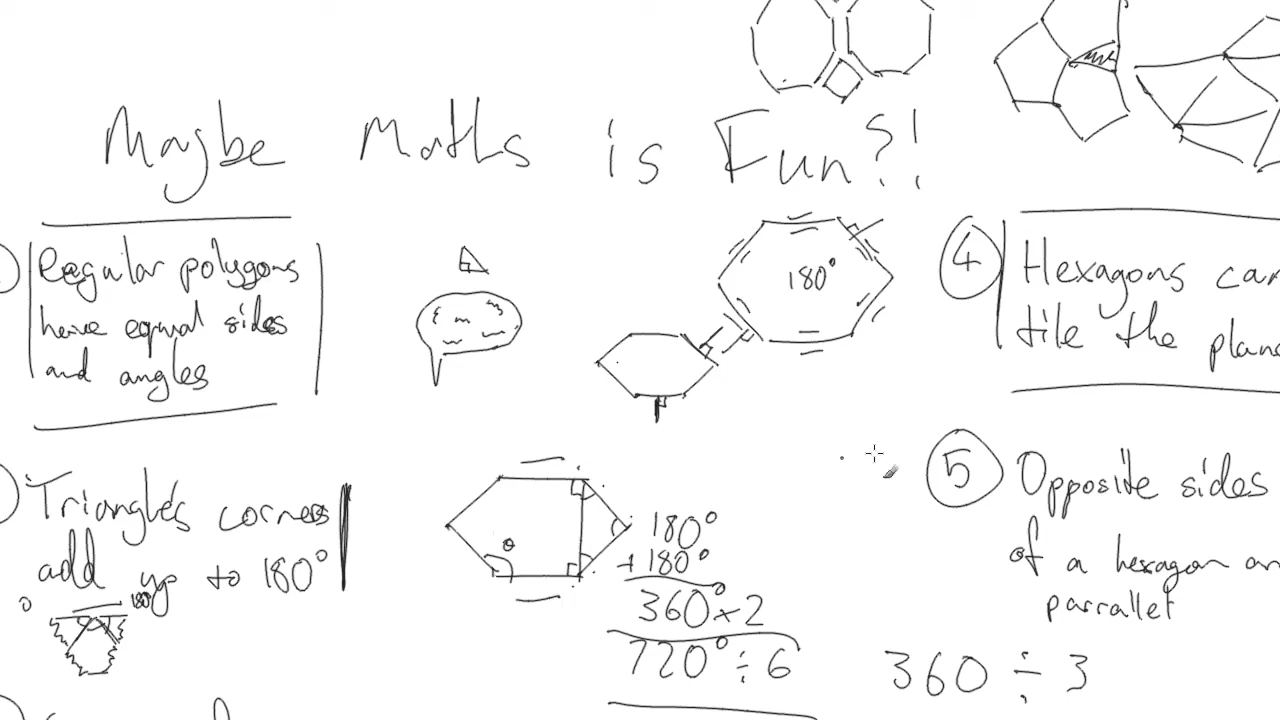 Maybe Maths is Fun?!
Regular polygons
have equal sides
and angles
180°
4
Hexagons can
tile the plane
Triangles corners
add up to 180°
180°
θ
180°
+180°
360°×2
720°÷6
5
Opposite sides
of a hexagon
parrallel
360 ÷ 3